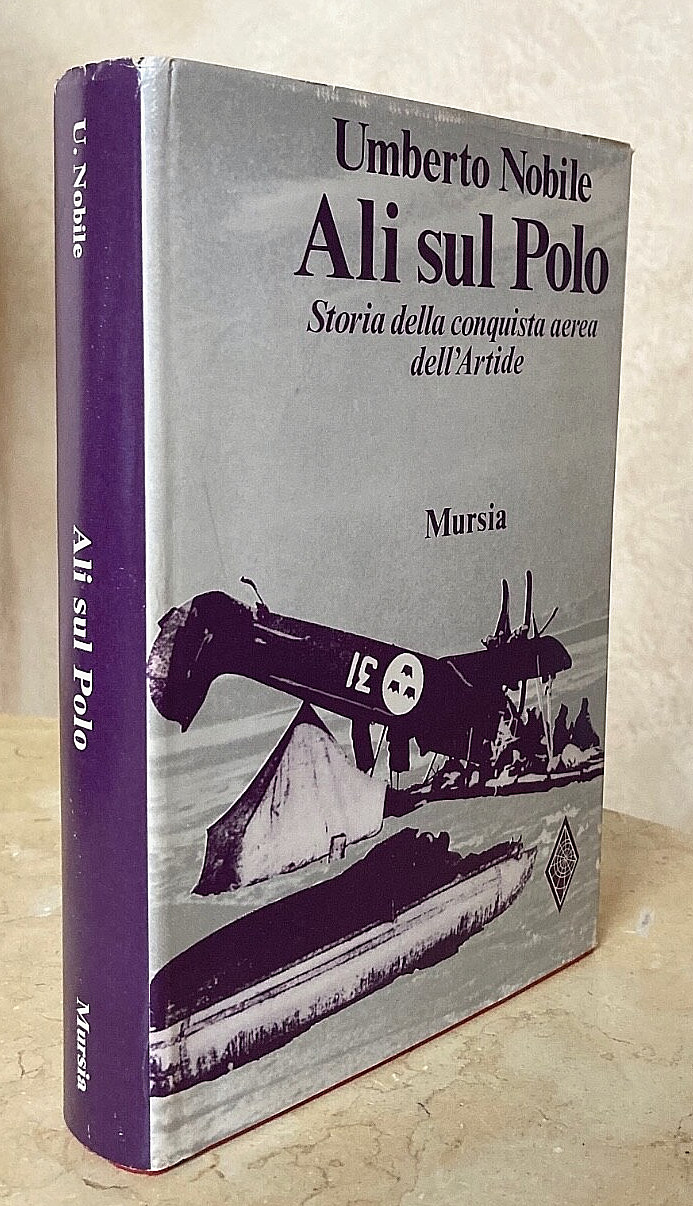 Umberto Nobile
Ali sul Polo
Storia della conquista aerea
dell'Artide
Mursia
31
U. Nobile
Ali sul Polo
Mursia